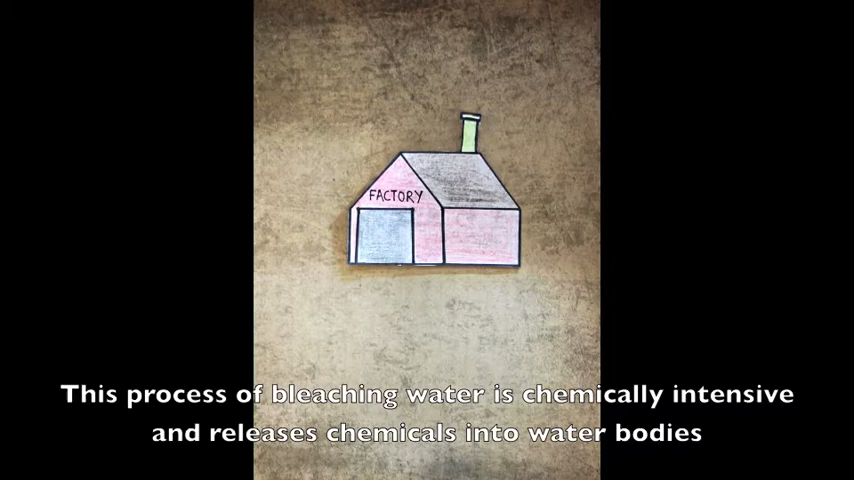 FACTORY
This process of bleaching water is chemically intensive
and releases chemicals into water bodies